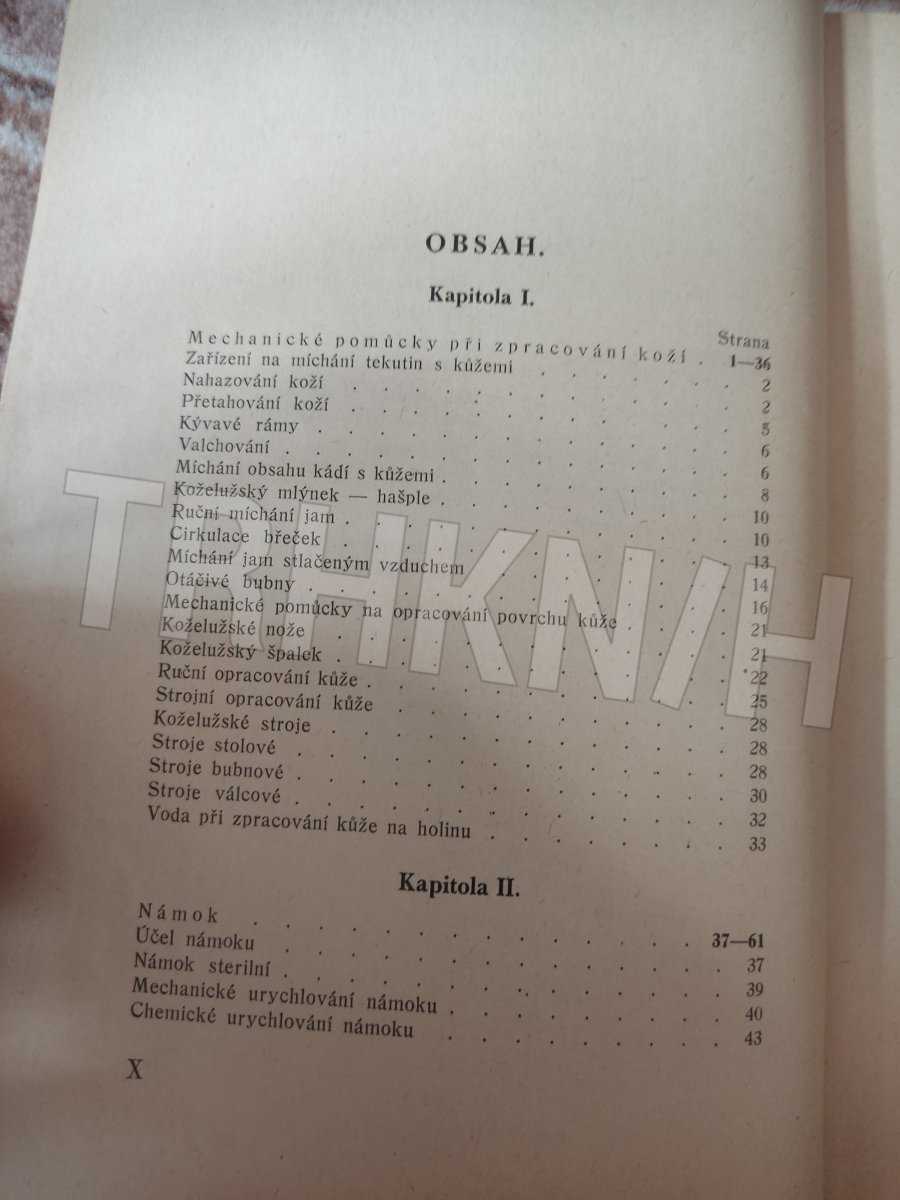 OBSAH.
Kapitola I.
Strana
Mechanické pomůcky při zpracování koží . 1—36
Zařízení na míchání tekutin s kůžemi . . . . . . 2
Nahazování koží . . . . . . . . . . 2
Přetahování koží . . . . . . . . . . 5
Kývavé rámy . . . . . . . . . . . 6
Valchování . . . . . . . . . . . . 6
Míchání obsahu kádí s kůžemi . . . . . . . . 8
Koželužský mlýnek — hašple . . . . . . . . 10
Ruční míchání jam . . . . . . . . . . 10
Cirkulace břeček . . . . . . . . . . 13
Míchání jam stlačeným vzduchem . . . . . . . 14
Otáčivé bubny . . . . . . . . . . . 16
Mechanické pomůcky na opracování povrchu kůže . . . 21
Koželužské nože . . . . . . . . . . 21
Koželužský špalek . . . . . . . . . . 22
Ruční opracování kůže . . . . . . . . . 25
Strojní opracování kůže . . . . . . . . 28
Koželužské stroje . . . . . . . . . . 28
Stroje stolové . . . . . . . . . . . 28
Stroje bubnové . . . . . . . . . . . 30
Stroje válcové . . . . . . . . . . . 32
Voda při zpracování kůže na holinu . . . . . . 33
Kapitola II.
Námok . . . . . . . . . . . 37—61
Účel námoku . . . . . . . . . . . 37
Námok sterilní . . . . . . . . . . . 39
Mechanické urychlování námoku . . . . . . . 40
Chemické urychlování námoku . . . . . . . 43
X
TRHKNIH